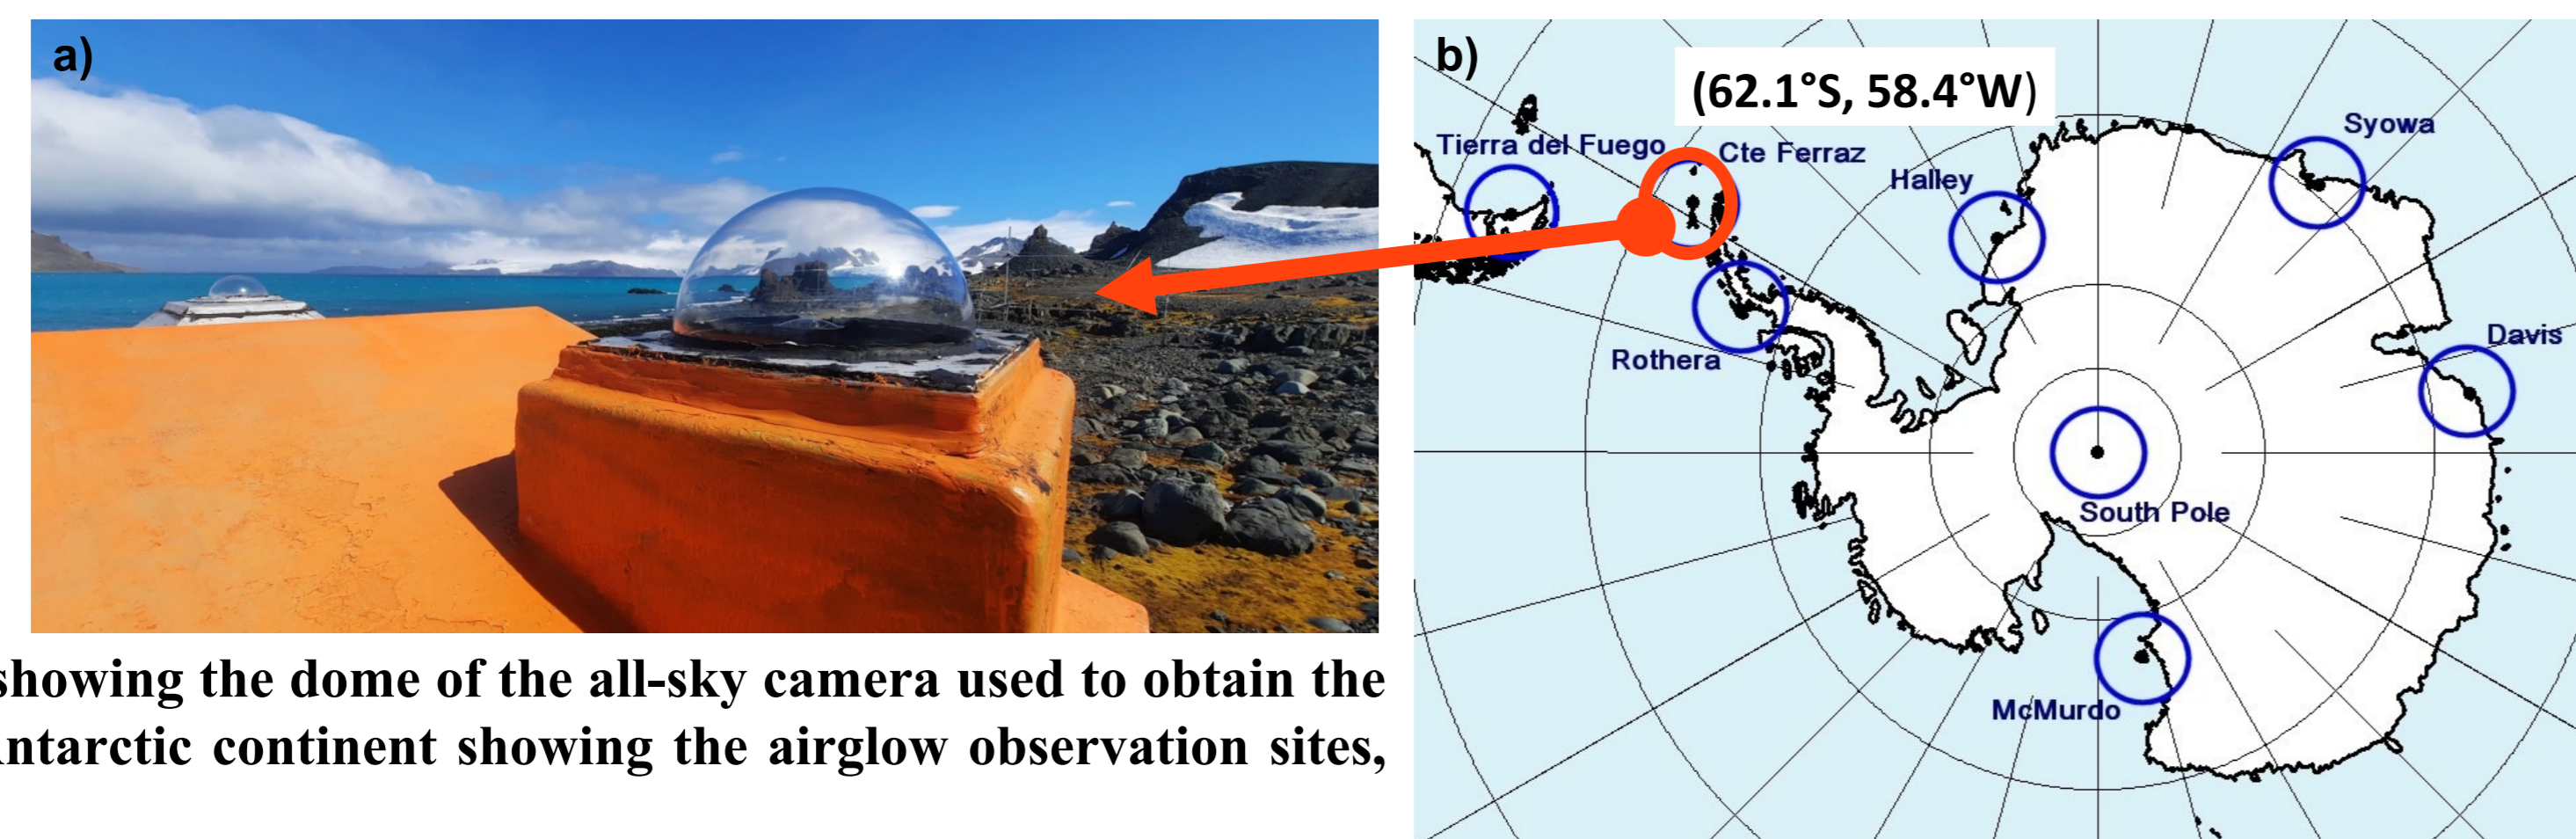 a)
b)
(62.1°S, 58.4°W)
Tierra del Fuego
Cte Ferraz
Halley
Syowa
Rothera
Davis
South Pole
McMurdo
showing the dome of the all-sky camera used to obtain the
ntarctic continent showing the airglow observation sites,